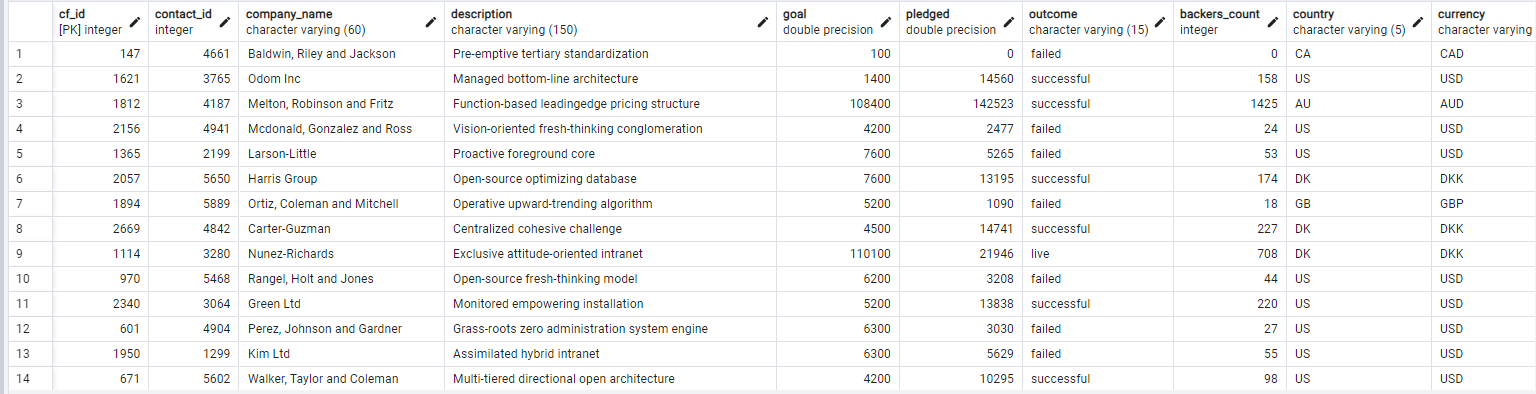 cf_id contact_id company_name description goal pledged outcome backers_count country currency
[PK] integer integer character varying (60) character varying (150) double precision double precision character varying (15) integer character varying (5) character varying
1 147 4661 Baldwin, Riley and Jackson Pre-emptive tertiary standardization 100 0 failed 0 CA CAD
2 1621 3765 Odom Inc Managed bottom-line architecture 1400 14560 successful 158 US USD
3 1812 4187 Melton, Robinson and Fritz Function-based leadingedge pricing structure 108400 142523 successful 1425 AU AUD
4 2156 4941 Mcdonald, Gonzalez and Ross Vision-oriented fresh-thinking conglomeration 4200 2477 failed 24 US USD
5 1365 2199 Larson-Little Proactive foreground core 7600 5265 failed 53 US USD
6 2057 5650 Harris Group Open-source optimizing database 7600 13195 successful 174 DK DKK
7 1894 5889 Ortiz, Coleman and Mitchell Operative upward-trending algorithm 5200 1090 failed 18 GB GBP
8 2669 4842 Carter-Guzman Centralized cohesive challenge 4500 14741 successful 227 DK DKK
9 1114 3280 Nunez-Richards Exclusive attitude-oriented intranet 110100 21946 live 708 DK DKK
10 970 5468 Rangel, Holt and Jones Open-source fresh-thinking model 6200 3208 failed 44 US USD
11 2340 3064 Green Ltd Monitored empowering installation 5200 13838 successful 220 US USD
12 601 4904 Perez, Johnson and Gardner Grass-roots zero administration system engine 6300 3030 failed 27 US USD
13 1950 1299 Kim Ltd Assimilated hybrid intranet 6300 5629 failed 55 US USD
14 671 5602 Walker, Taylor and Coleman Multi-tiered directional open architecture 4200 10295 successful 98 US USD